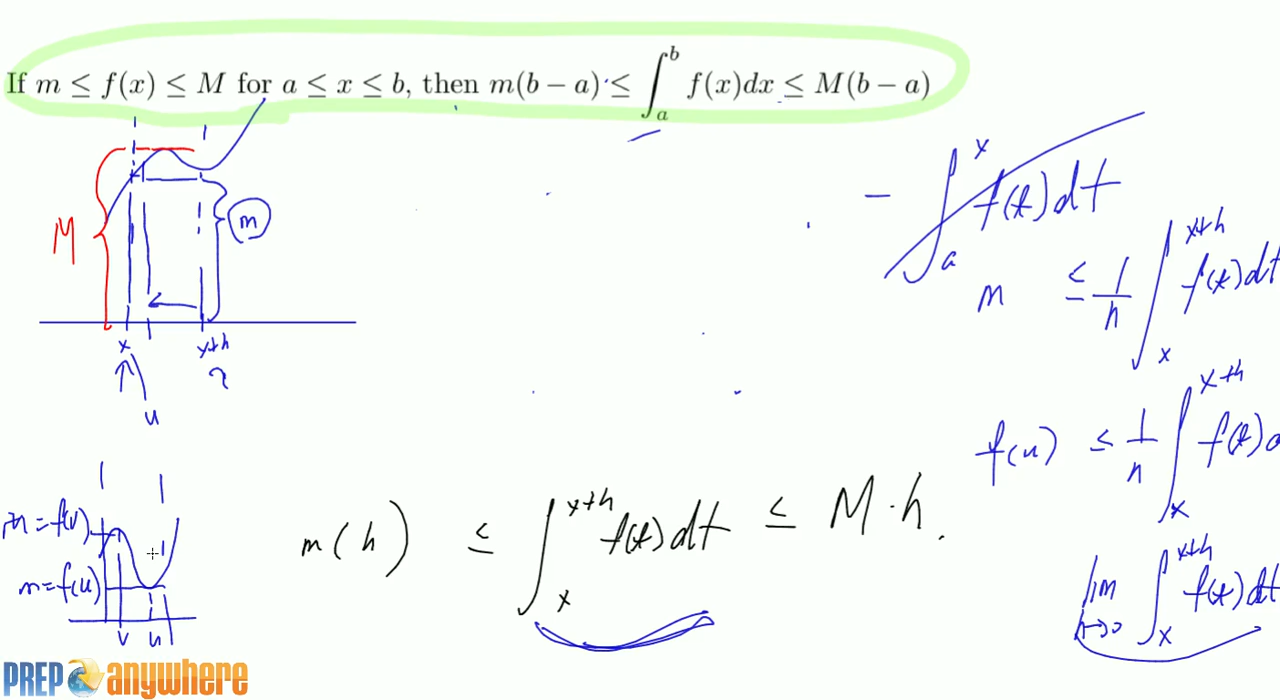 If m ≤ f(x) ≤ M for a ≤ x ≤ b, then m(b − a) ≤ ∫_a^b f(x)dx ≤ M(b − a)
− ∫_a^x f(t)dt
M
m
m ≤ 1/h ∫_x^{x+h} f(t)dt
x
x+h
?
u
f(u) ≤ 1/h ∫_x^{x+h} f(t)d
= f(v)
m(h) ≤ ∫_x^{x+h} f(t)dt ≤ M·h.
m=f(u)
lim h→0 ∫_x^{x+h} f(t)dt
v u
PREP anywhere